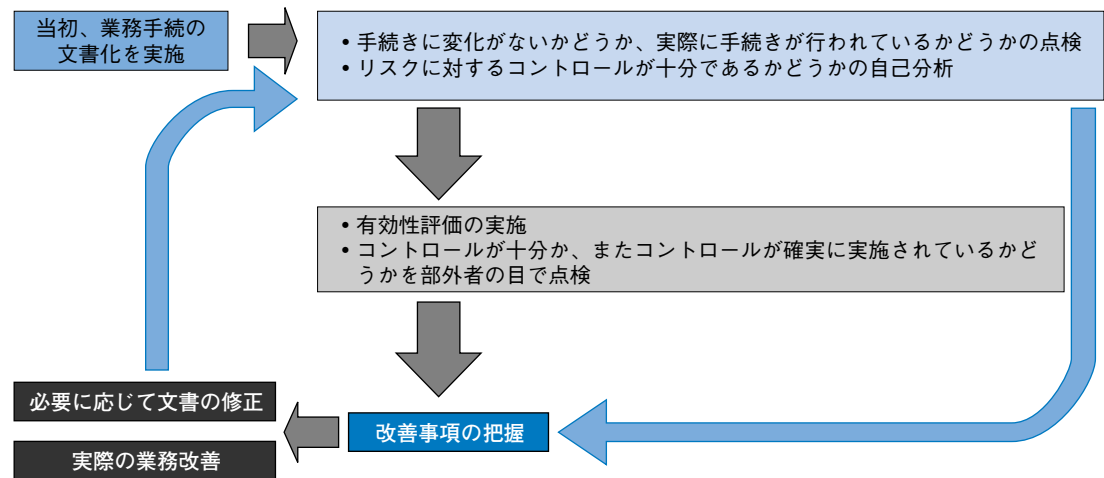 当初、業務手続の
文書化を実施
• 手続きに変化がないかどうか、実際に手続きが行われているかどうかの点検
• リスクに対するコントロールが十分であるかどうかの自己分析
• 有効性評価の実施
• コントロールが十分か、またコントロールが確実に実施されているかど
うかを部外者の目で点検
必要に応じて文書の修正
改善事項の把握
実際の業務改善